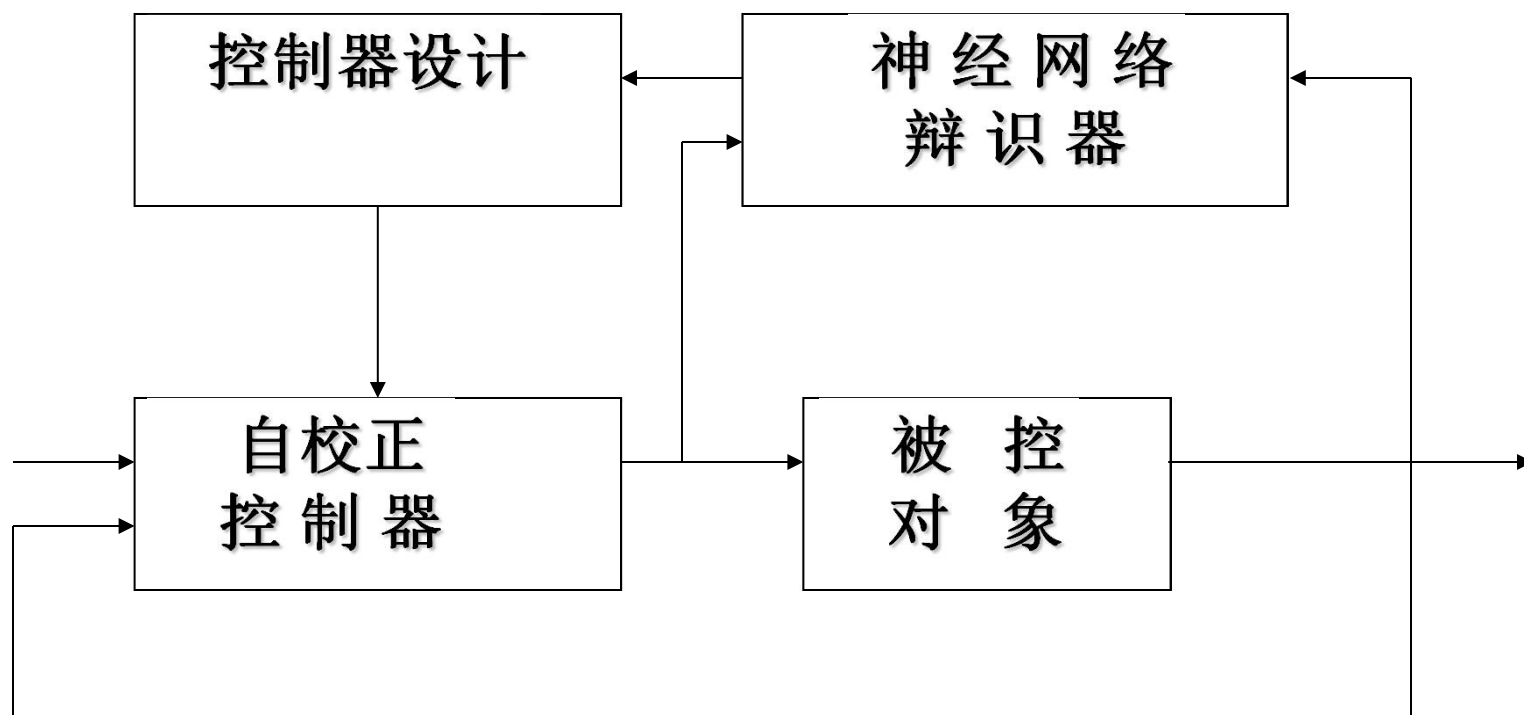 控制器设计
神经网络
辩识器
自校正
控制器
被控
对象